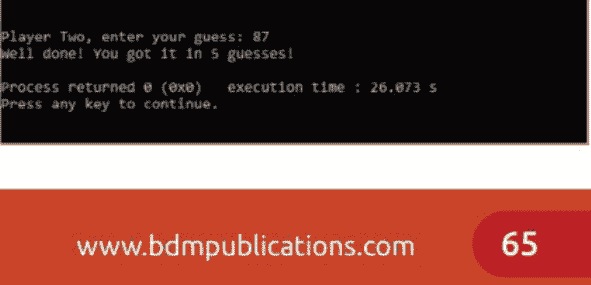 Player Two, enter your guess: 87
Well done! You got it in 5 guesses!
Process returned 0 (0x0)   execution time : 26.073 s
Press any key to continue.
www.bdmpublications.com 65